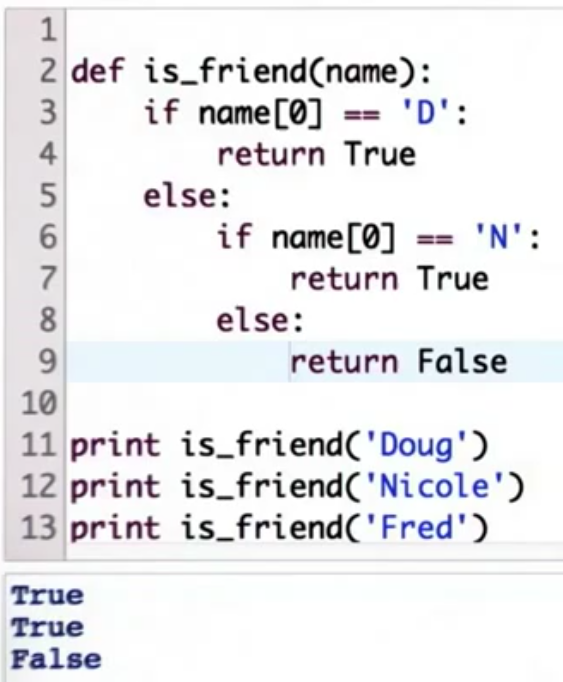 1
2 def is_friend(name):
3     if name[0] == 'D':
4         return True
5     else:
6         if name[0] == 'N':
7             return True
8         else:
9             return False
10
11 print is_friend('Doug')
12 print is_friend('Nicole')
13 print is_friend('Fred')
True
True
False